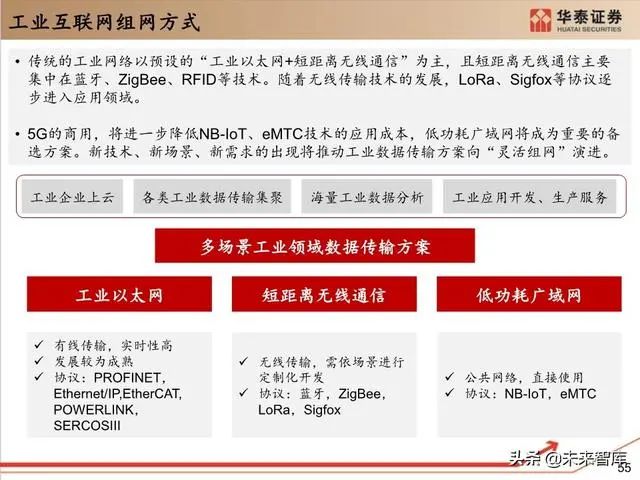 工业互联网组网方式
华泰证券
HUATAI SECURITIES
• 传统的工业网络以预设的“工业以太网+短距离无线通信”为主，且短距离无线通信主要
集中在蓝牙、ZigBee、RFID等技术。随着无线传输技术的发展，LoRa、Sigfox等协议逐
步进入应用领域。
• 5G的商用，将进一步降低NB-IoT、eMTC技术的应用成本，低功耗广域网将成为重要的备
选方案。新技术、新场景、新需求的出现将推动工业数据传输方案向“灵活组网”演进。
工业企业上云
各类工业数据传输集聚
海量工业数据分析
工业应用开发、生产服务
多场景工业领域数据传输方案
工业以太网
短距离无线通信
低功耗广域网
✓ 有线传输，实时性高
✓ 发展较为成熟
✓ 协议：PROFINET，
Ethernet/IP,EtherCAT,
POWERLINK，
SERCOSIII
✓ 无线传输，需依场景进行
定制化开发
✓ 协议：蓝牙，ZigBee，
LoRa，Sigfox
✓ 公共网络，直接使用
✓ 协议：NB-IoT，eMTC
头条 @未来智库
55